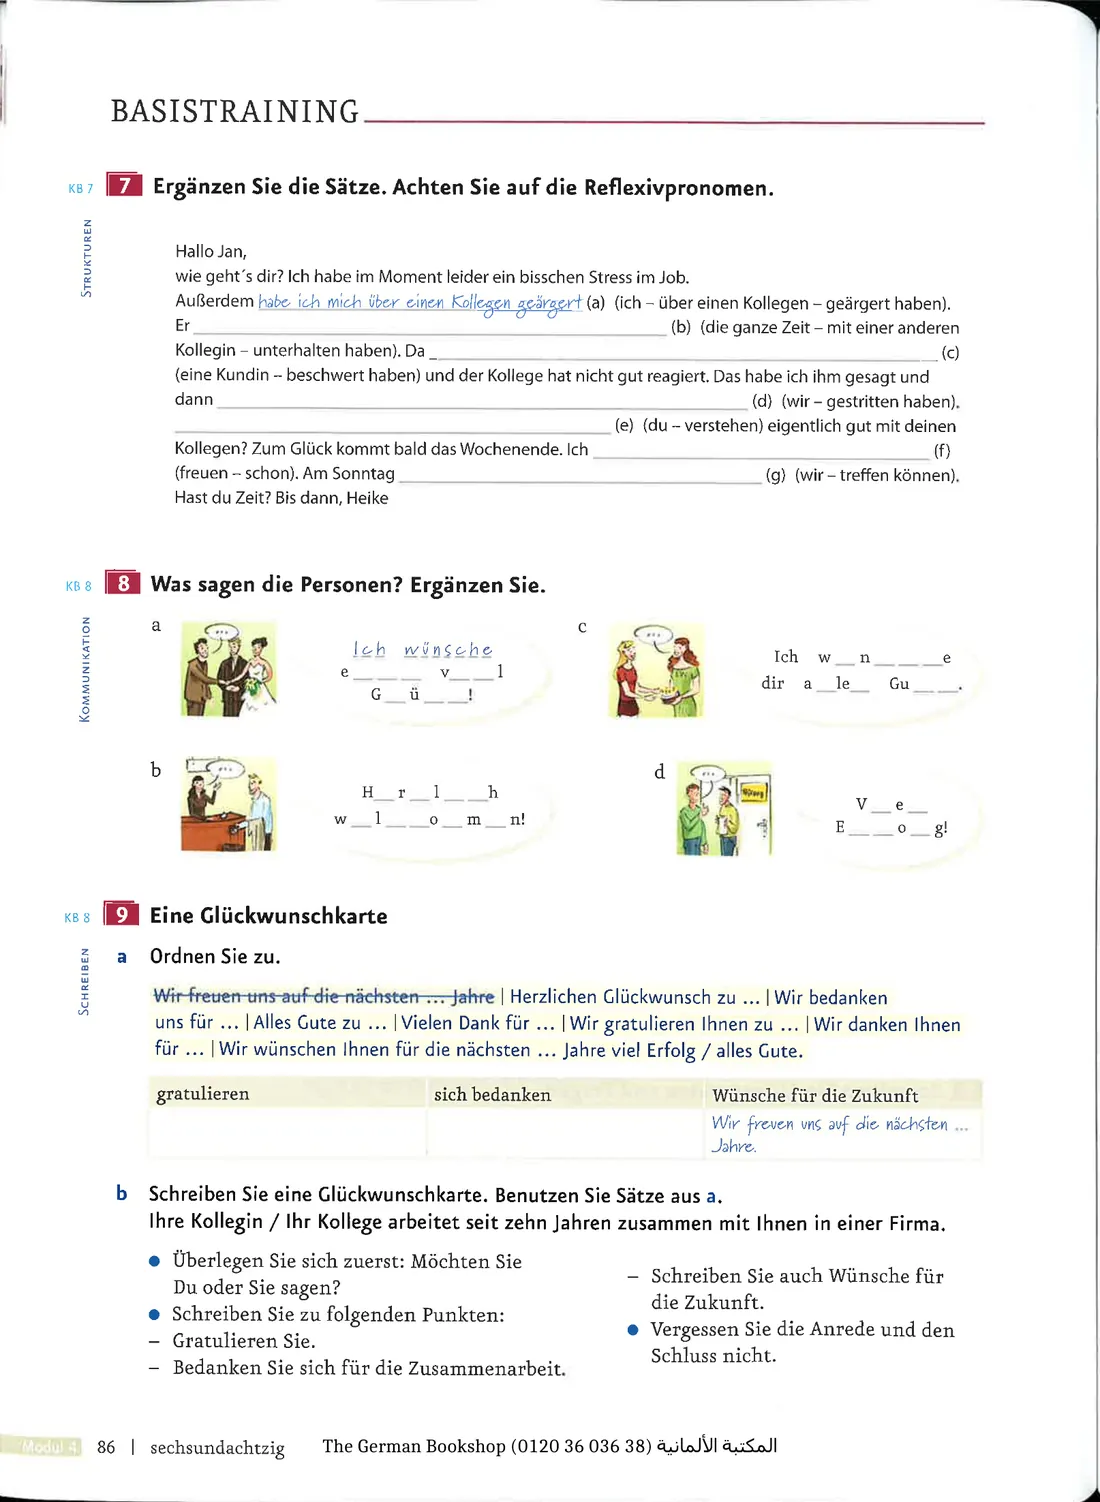 BASISTRAINING
KB 7 7 Ergänzen Sie die Sätze. Achten Sie auf die Reflexivpronomen.
STRUKTUREN
Hallo Jan,
wie geht´s dir? Ich habe im Moment leider ein bisschen Stress im Job.
Außerdem habe ich mich über einen Kollegen geärgert (a) (ich – über einen Kollegen – geärgert haben).
Er ___ (b) (die ganze Zeit – mit einer anderen
Kollegin – unterhalten haben). Da ___ (c)
(eine Kundin – beschwert haben) und der Kollege hat nicht gut reagiert. Das habe ich ihm gesagt und
dann ___ (d) (wir – gestritten haben).
___ (e) (du – verstehen) eigentlich gut mit deinen
Kollegen? Zum Glück kommt bald das Wochenende. Ich ___ (f)
(freuen – schon). Am Sonntag ___ (g) (wir – treffen können).
Hast du Zeit? Bis dann, Heike
KB 8 8 Was sagen die Personen? Ergänzen Sie.
KOMMUNIKATION
a
Ich wünsche
e _ _ _ _ v _ _ l
G _ ü _ _ !
c
Ich w _ n _ _ _ e
dir a _ le _ Gu _ _ .
b
H _ r _ l _ _ h
w _ l _ _ o _ m _ n!
d
V _ e _
E _ _ o _ g!
KB 8 9 Eine Glückwunschkarte
SCHREIBEN
a Ordnen Sie zu.
Wir freuen uns auf die nächsten ... Jahre | Herzlichen Glückwunsch zu ... | Wir bedanken
uns für ... | Alles Gute zu ... | Vielen Dank für ... | Wir gratulieren Ihnen zu ... | Wir danken Ihnen
für ... | Wir wünschen Ihnen für die nächsten ... Jahre viel Erfolg / alles Gute.
gratulieren sich bedanken Wünsche für die Zukunft
Wir freuen uns auf die nächsten ...
Jahre.
b Schreiben Sie eine Glückwunschkarte. Benutzen Sie Sätze aus a.
Ihre Kollegin / Ihr Kollege arbeitet seit zehn Jahren zusammen mit Ihnen in einer Firma.
• Überlegen Sie sich zuerst: Möchten Sie
Du oder Sie sagen?
• Schreiben Sie zu folgenden Punkten:
– Gratulieren Sie.
– Bedanken Sie sich für die Zusammenarbeit.
– Schreiben Sie auch Wünsche für
die Zukunft.
• Vergessen Sie die Anrede und den
Schluss nicht.
Modul 4 86 | sechsundachtzig The German Bookshop (0120 36 036 38) المكتبة الألمانية